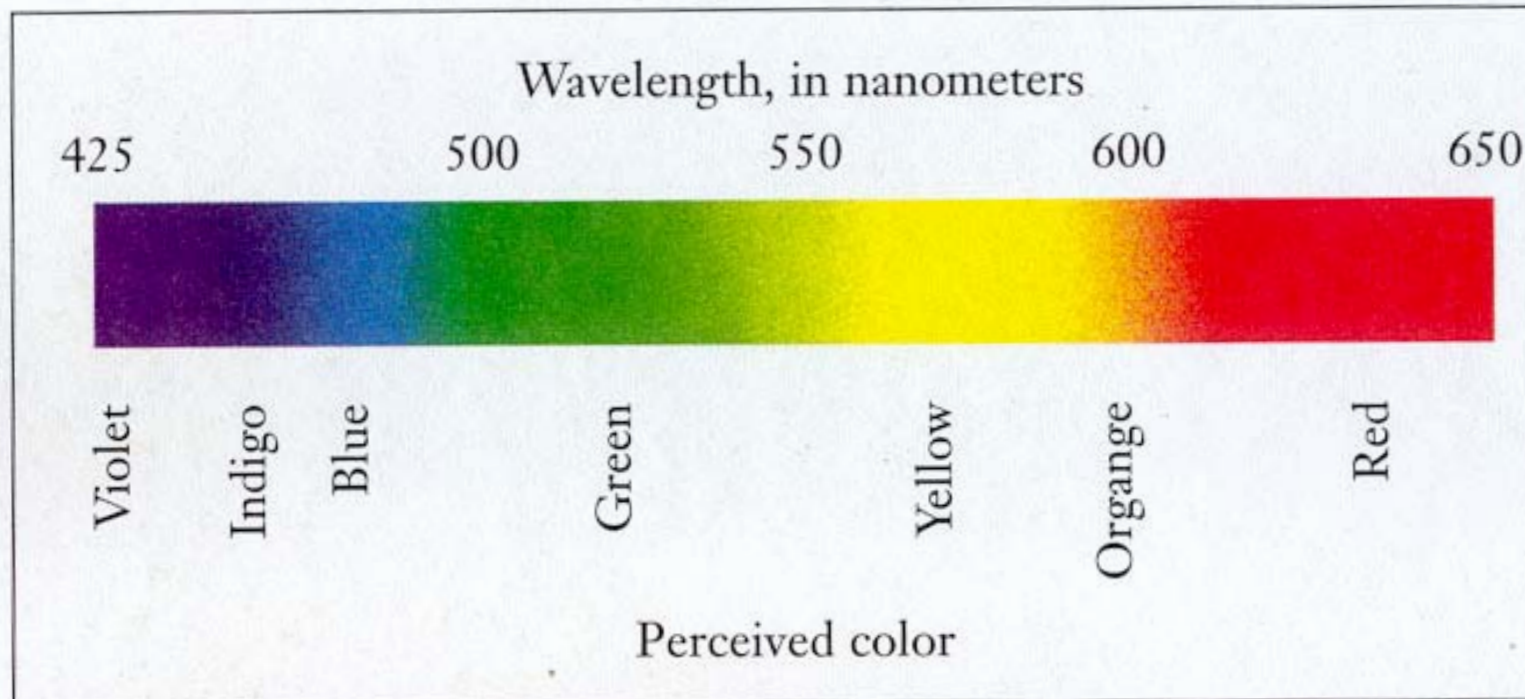 Wavelength, in nanometers
425 500 550 600 650
Violet Indigo Blue Green Yellow Organge Red
Perceived color